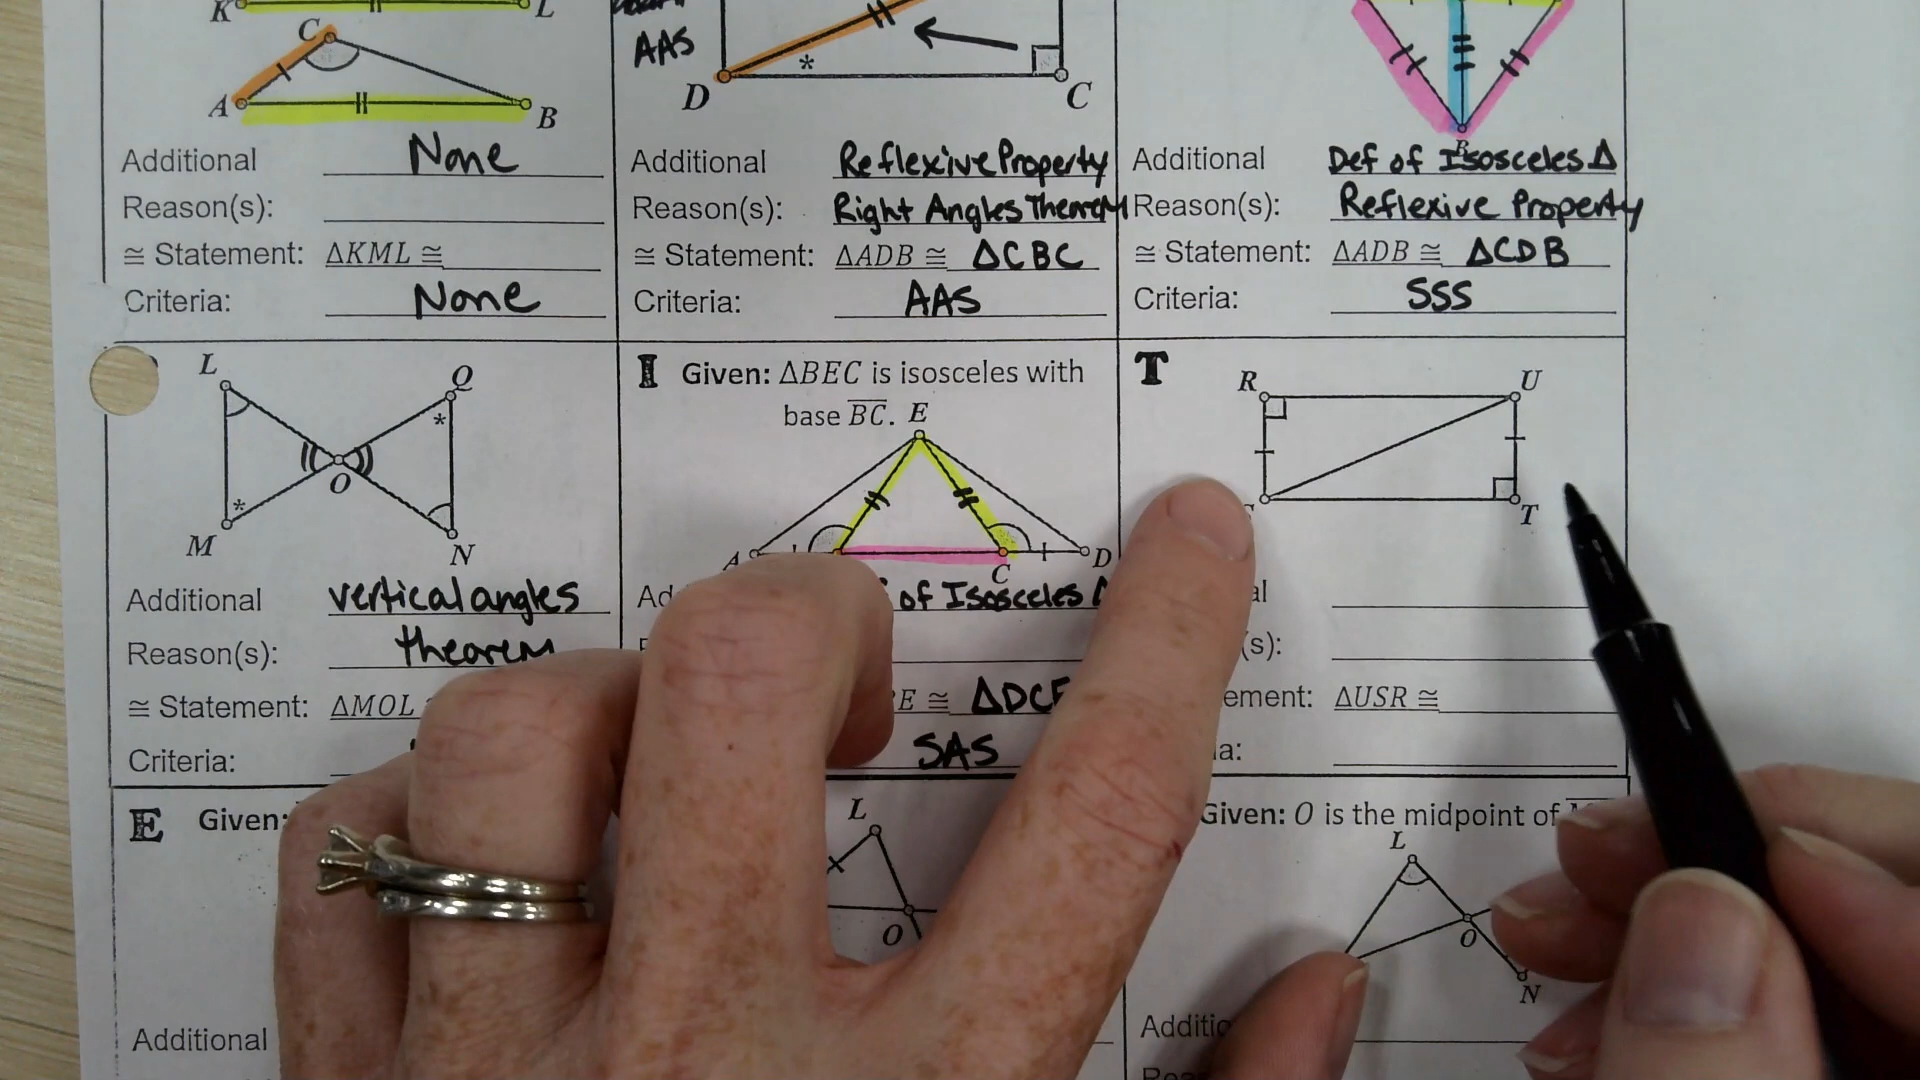 K L
C
A B
AAS
D C
B
Additional None
Reason(s):
≅ Statement: ΔKML ≅
Criteria: None
Additional Reflexive Property
Reason(s): Right Angles Theorem
≅ Statement: ΔADB ≅ ΔCBC
Criteria: AAS
Additional Def of Isosceles Δ
Reason(s): Reflexive Property
≅ Statement: ΔADB ≅ ΔCDB
Criteria: SSS
L Q
* *
O
M N
Additional vertical angles
Reason(s): theorem
≅ Statement: ΔMOL
Criteria:
I Given: ΔBEC is isosceles with
base BC. E
A C D
of Isosceles Δ
E ≅ ΔDCE
SAS
T
R U
T
ement: ΔUSR ≅
E Given:
Additional
L
O
Given: O is the midpoint of
L
O
N